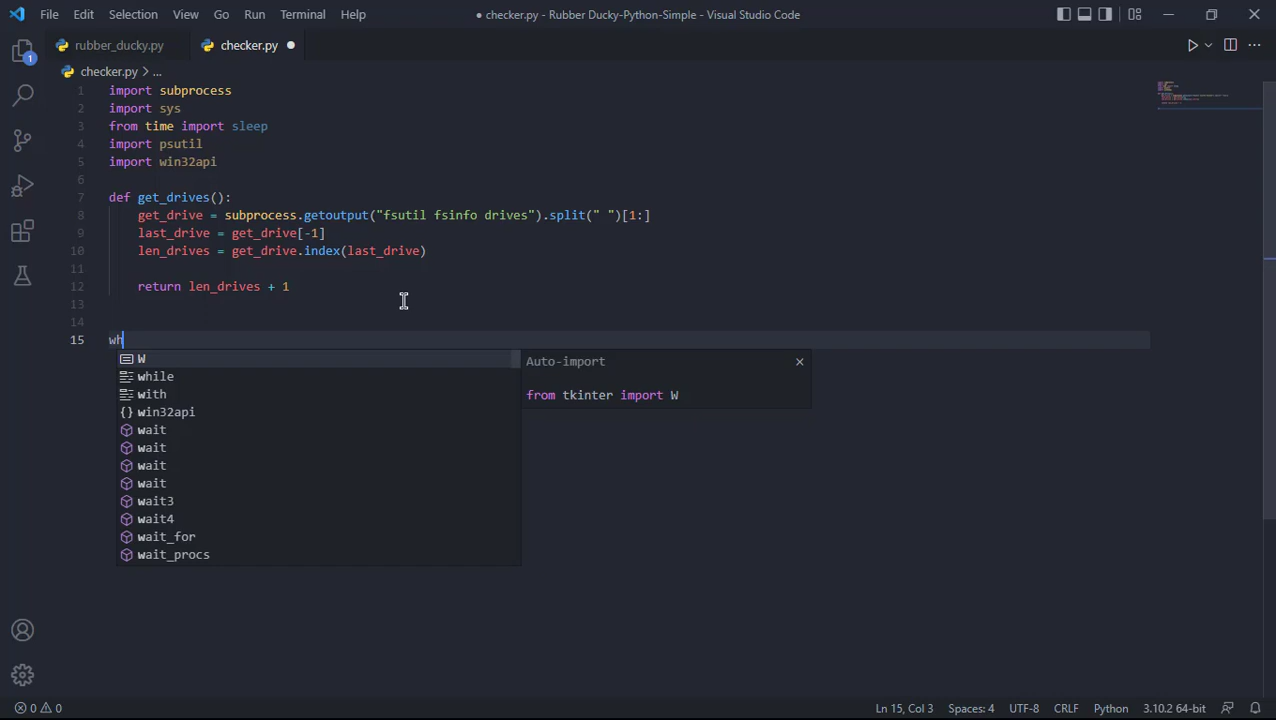 File Edit Selection View Go Run Terminal Help ● checker.py - Rubber Ducky-Python-Simple - Visual Studio Code
rubber_ducky.py checker.py ●
checker.py > ...
1 import subprocess
2 import sys
3 from time import sleep
4 import psutil
5 import win32api
6
7 def get_drives():
8 get_drive = subprocess.getoutput("fsutil fsinfo drives").split(" ")[1:]
9 last_drive = get_drive[-1]
10 len_drives = get_drive.index(last_drive)
11
12 return len_drives + 1
13
14
15 wh
W
while
with
{} win32api
wait
wait
wait
wait
wait3
wait4
wait_for
wait_procs
Auto-import
from tkinter import W
1
0 0 Ln 15, Col 3 Spaces: 4 UTF-8 CRLF Python 3.10.2 64-bit